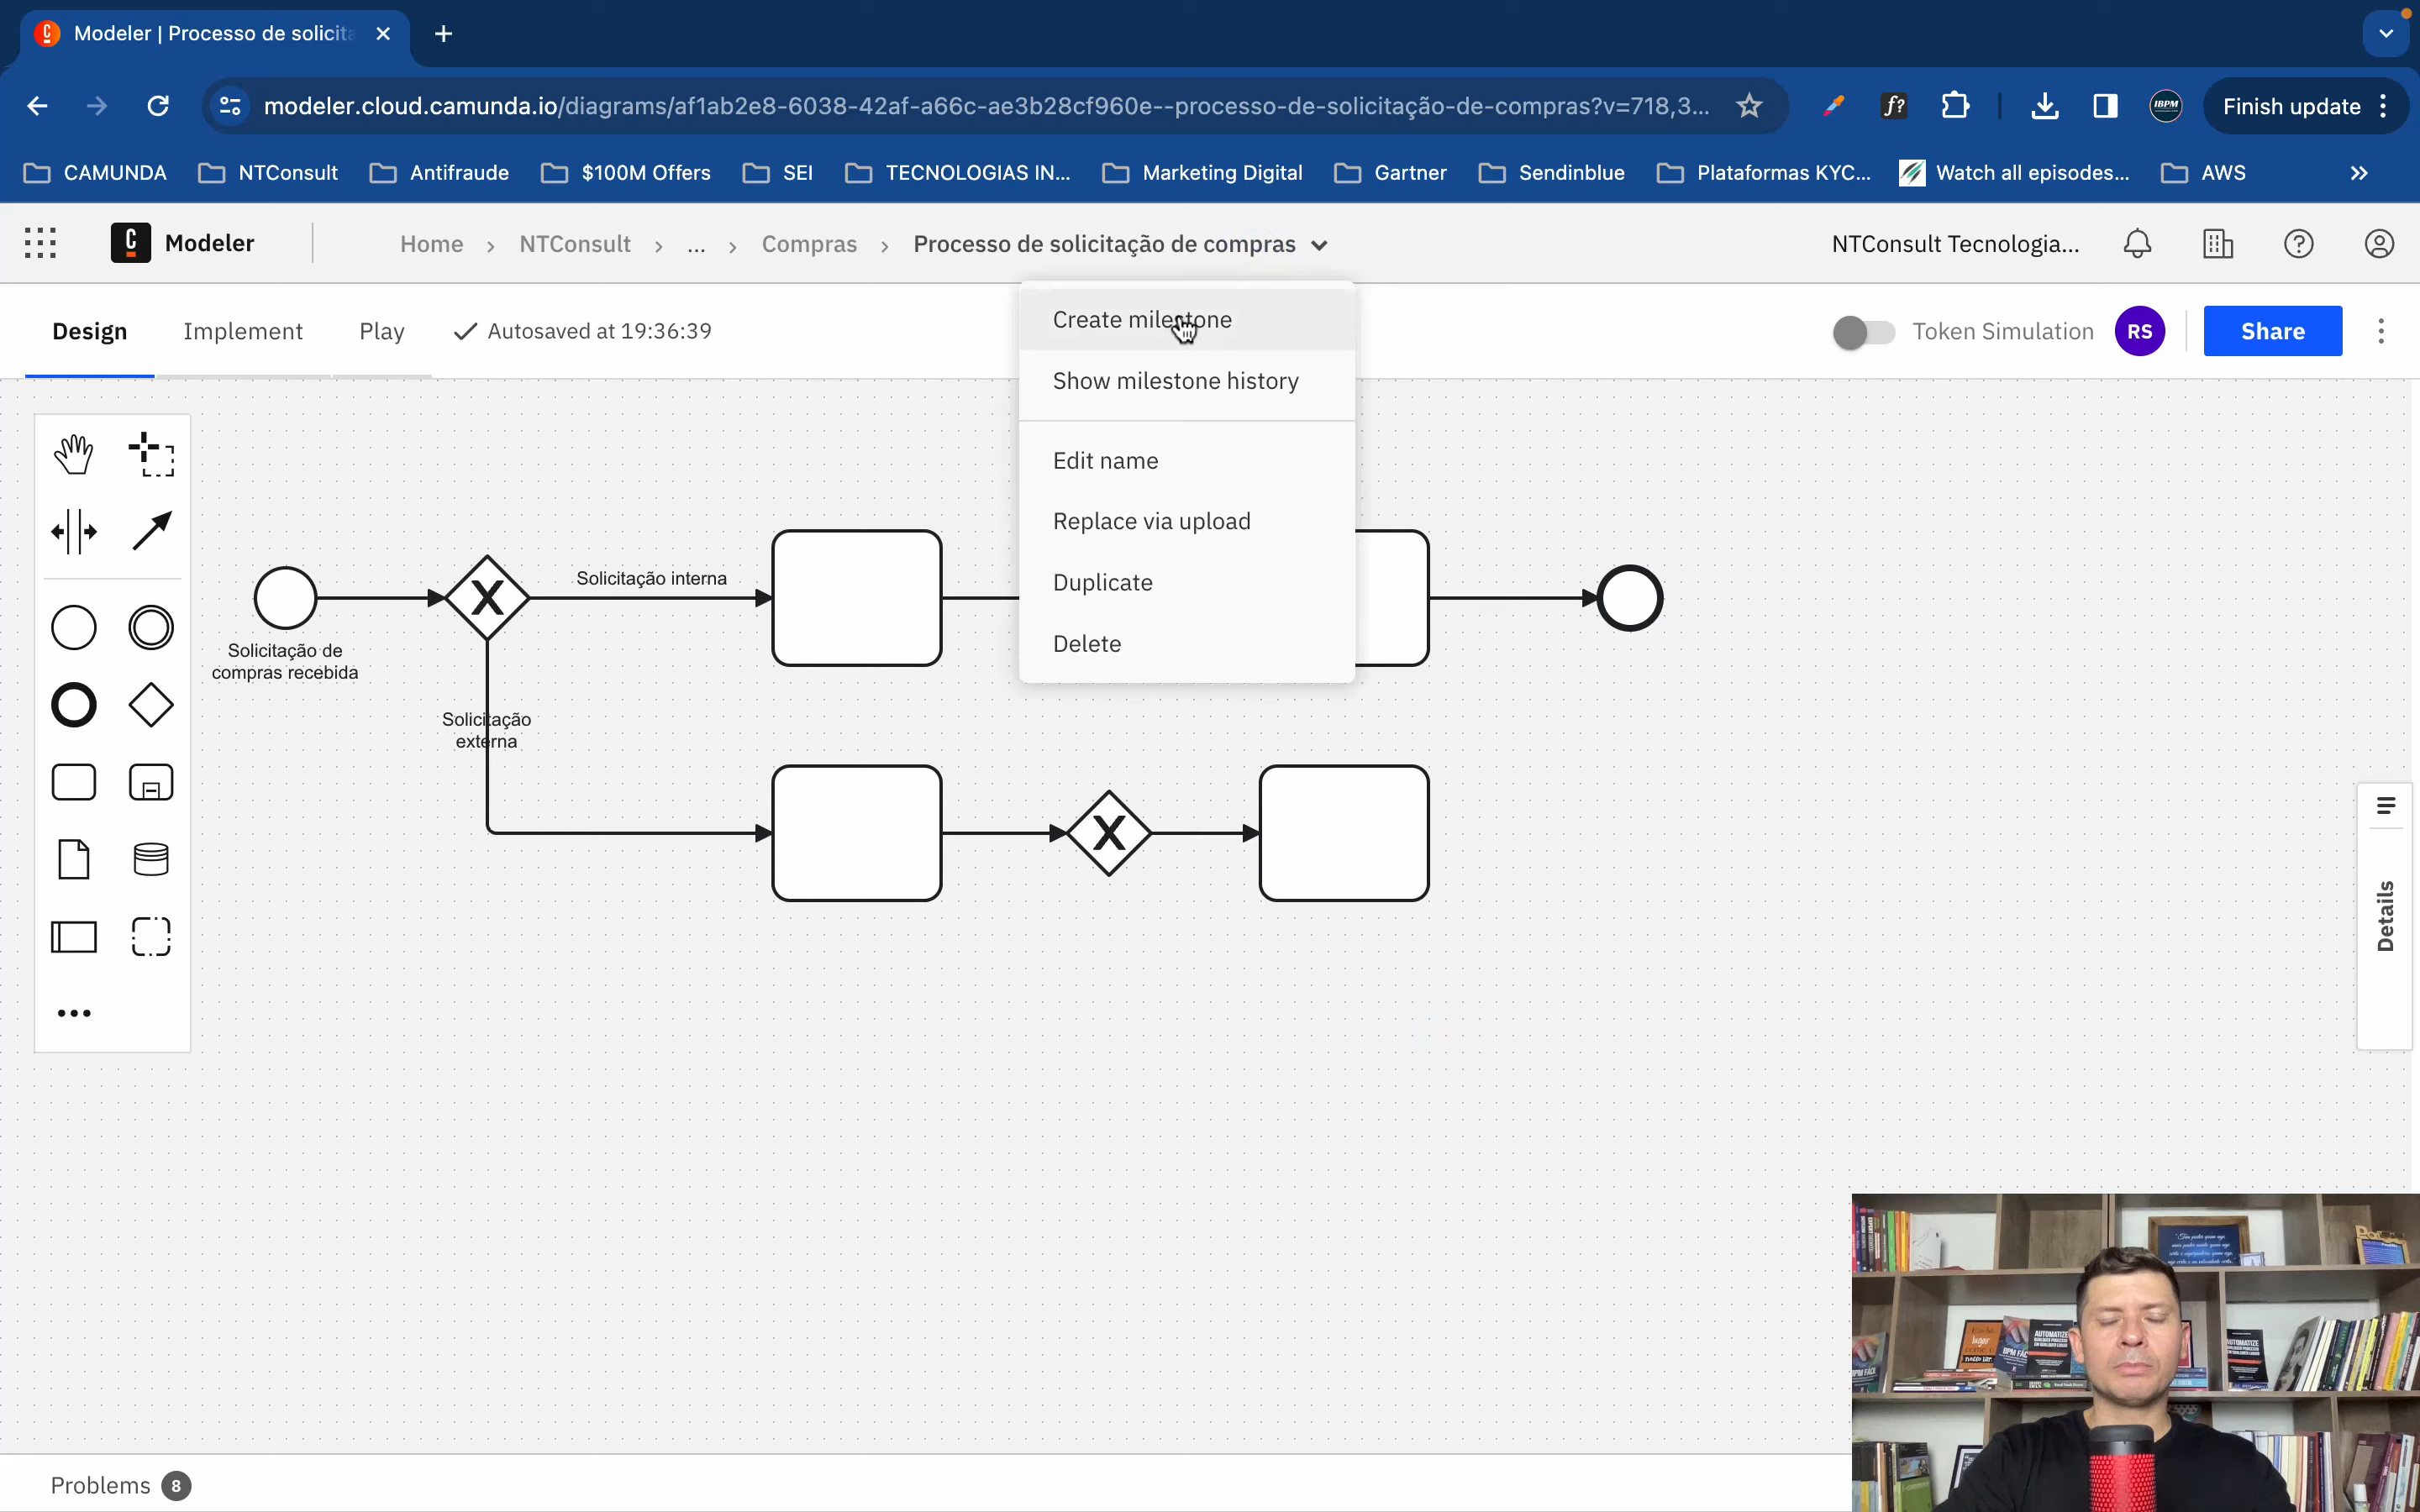 Modeler | Processo de solicita
modeler.cloud.camunda.io/diagrams/af1ab2e8-6038-42af-a66c-ae3b28cf960e--processo-de-solicitação-de-compras?v=718,3...
Finish update
CAMUNDA NTConsult Antifraude $100M Offers SEI TECNOLOGIAS IN... Marketing Digital Gartner Sendinblue Plataformas KYC... Watch all episodes... AWS
Modeler Home NTConsult ... Compras Processo de solicitação de compras NTConsult Tecnologia...
Design Implement Play Autosaved at 19:36:39 Token Simulation RS Share
Create milestone
Show milestone history
Edit name
Replace via upload
Duplicate
Delete
Solicitação interna
Solicitação de
compras recebida
Solicitação
externa
Details
Problems 8